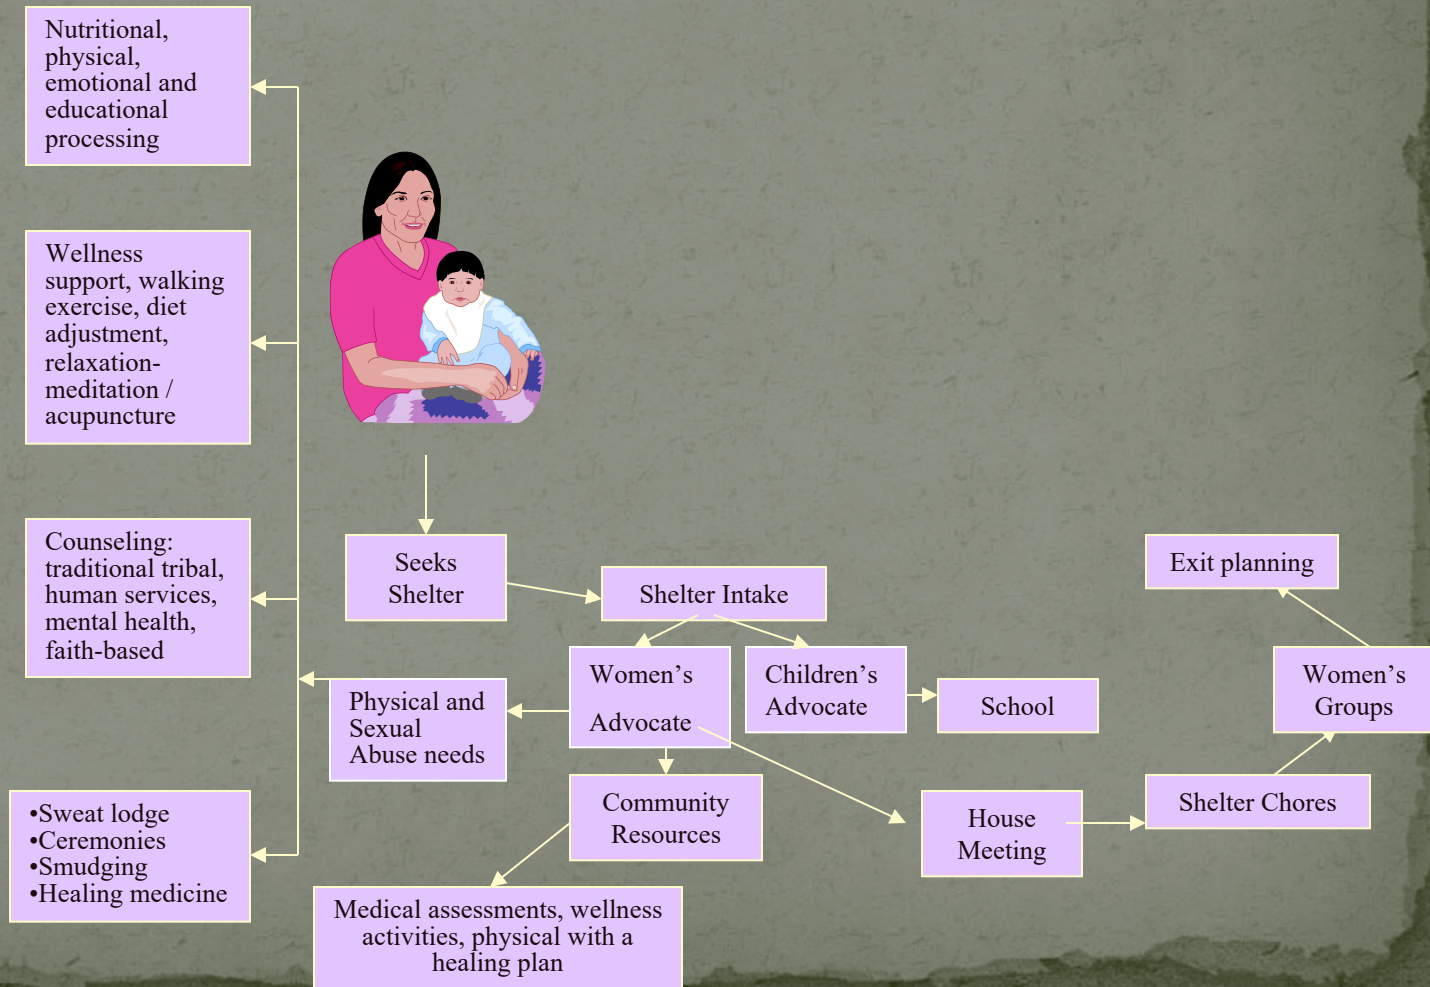 Nutritional,
physical,
emotional and
educational
processing
Wellness
support, walking
exercise, diet
adjustment,
relaxation-
meditation /
acupuncture
Counseling:
traditional tribal,
human services,
mental health,
faith-based
•Sweat lodge
•Ceremonies
•Smudging
•Healing medicine
Seeks
Shelter
Shelter Intake
Women’s
Advocate
Children’s
Advocate
School
Physical and
Sexual
Abuse needs
Community
Resources
Medical assessments, wellness
activities, physical with a
healing plan
House
Meeting
Shelter Chores
Women’s
Groups
Exit planning